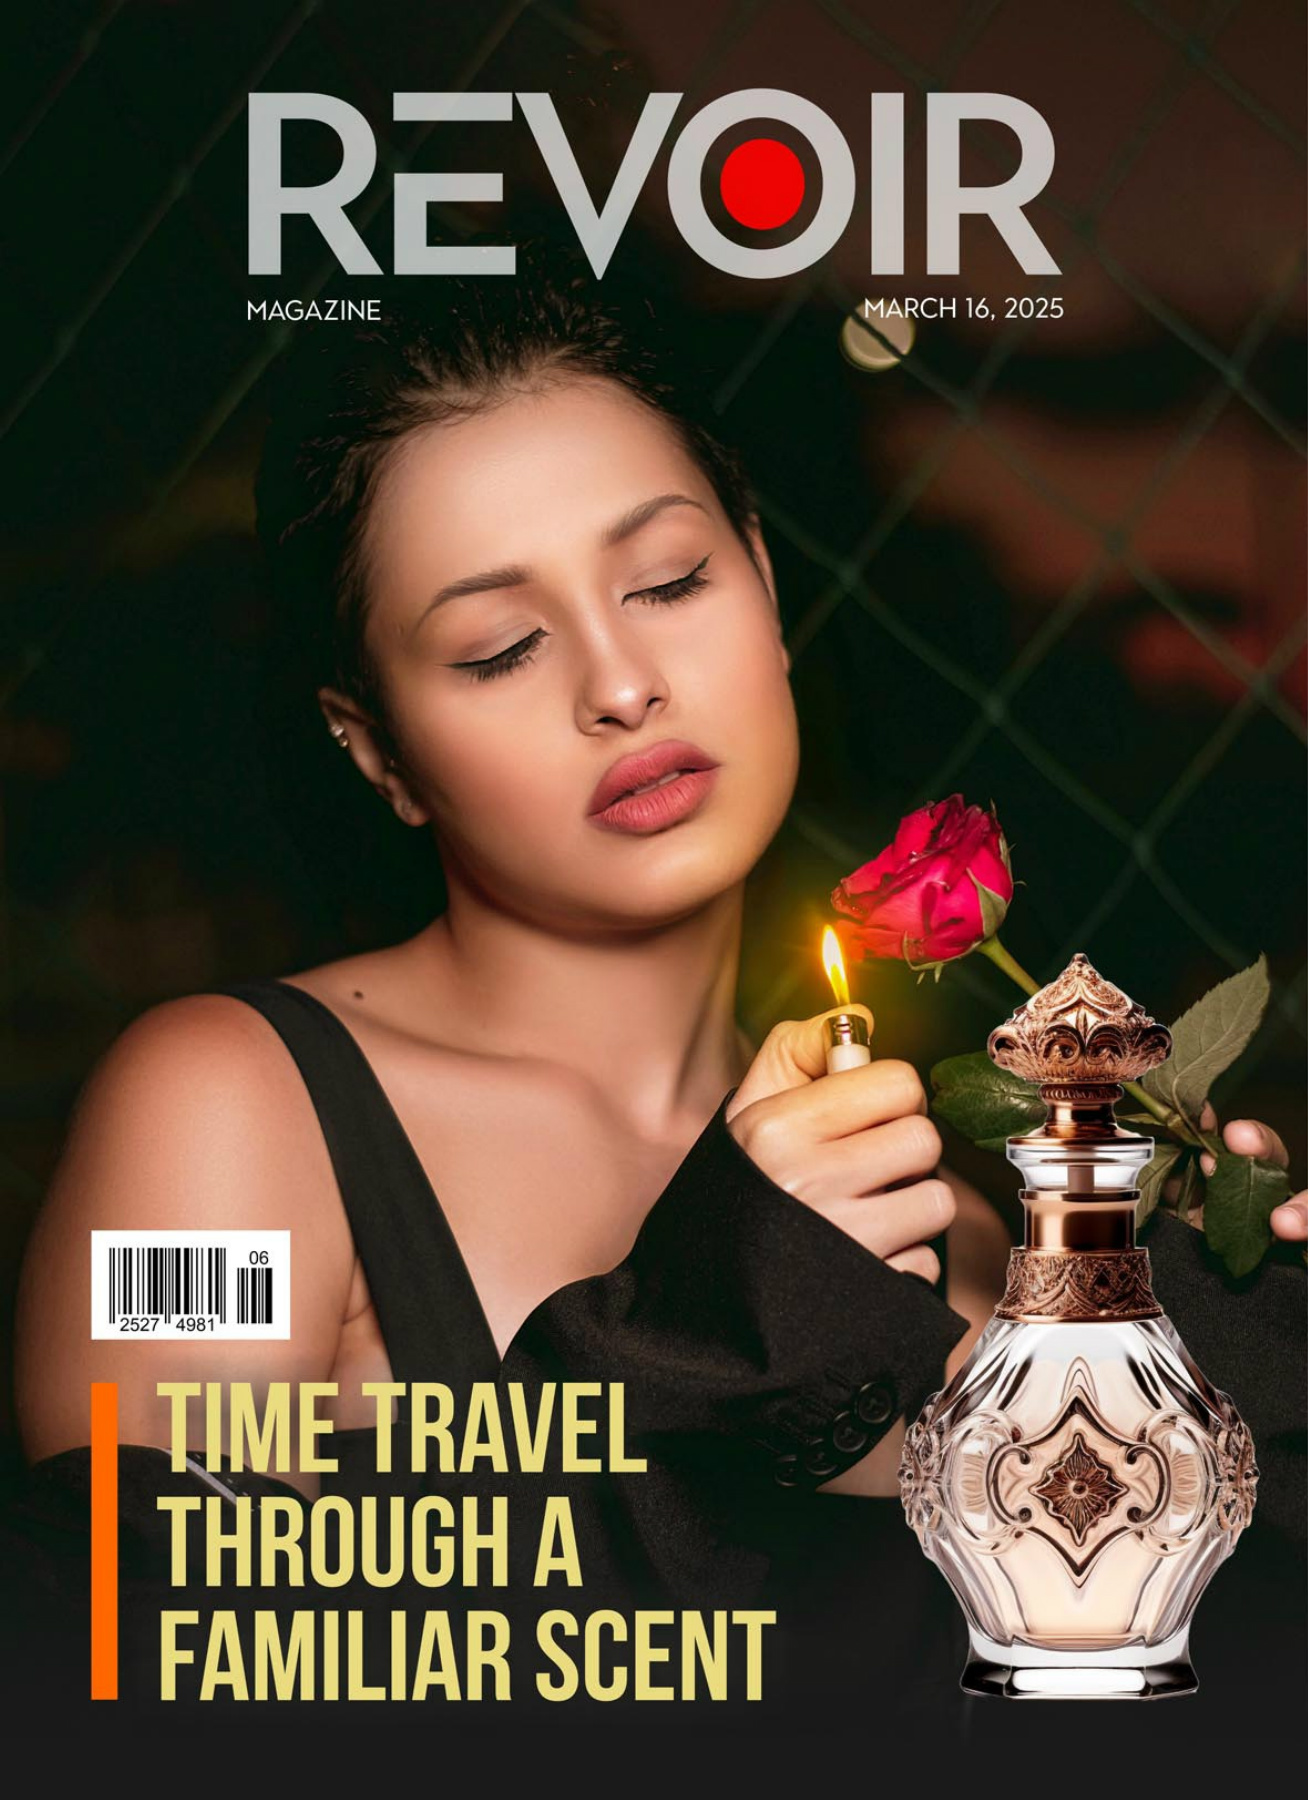 REVOIR
MAGAZINE
MARCH 16, 2025
06
2527 4981
TIME TRAVEL
THROUGH A
FAMILIAR SCENT